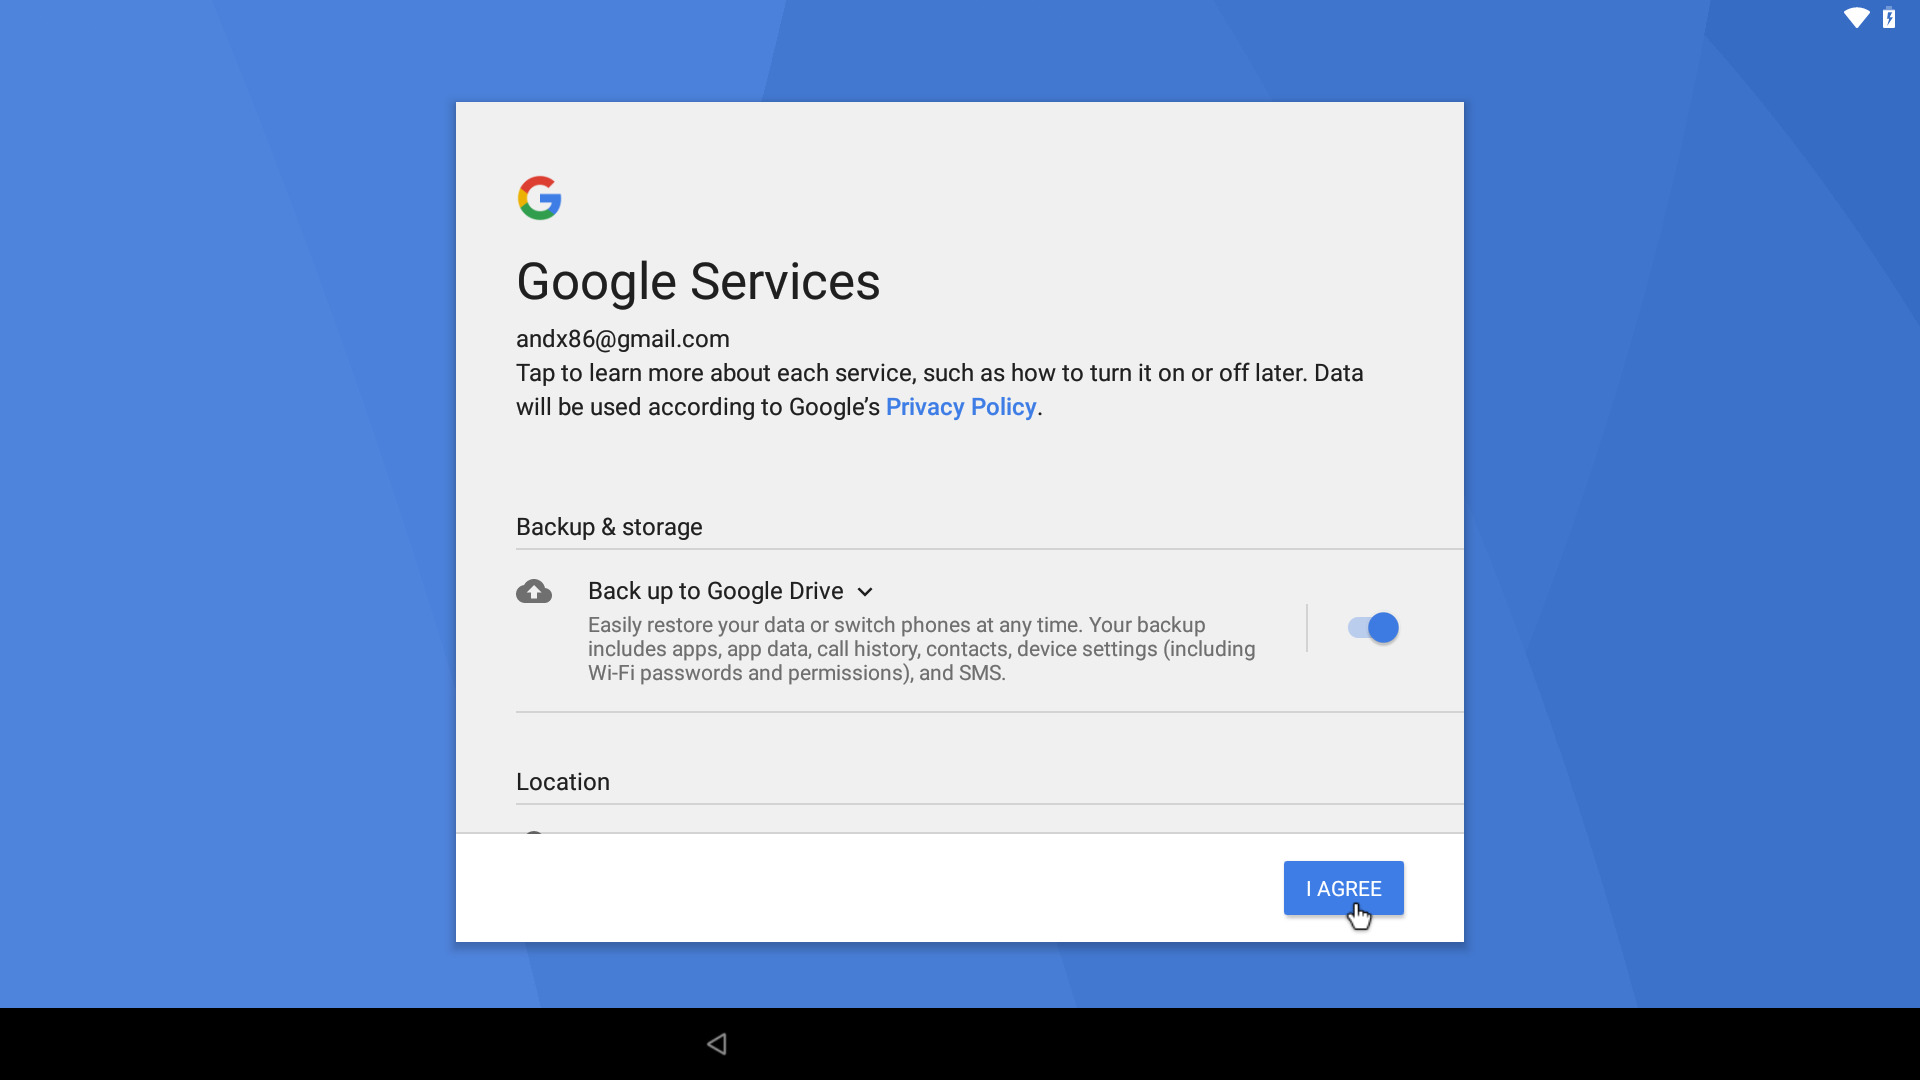 Google Services
andx86@gmail.com
Tap to learn more about each service, such as how to turn it on or off later. Data
will be used according to Google’s Privacy Policy.
Backup & storage
Back up to Google Drive
Easily restore your data or switch phones at any time. Your backup
includes apps, app data, call history, contacts, device settings (including
Wi-Fi passwords and permissions), and SMS.
Location
I AGREE